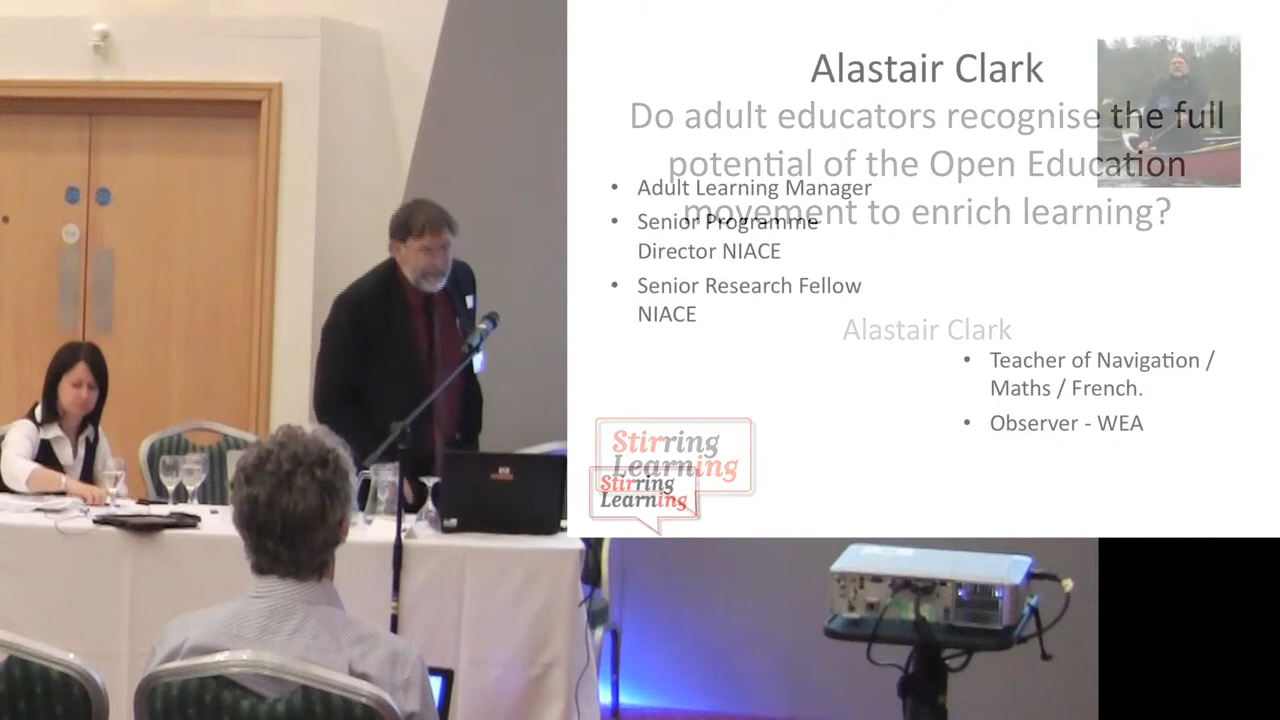 Alastair Clark
Do adult educators recognise the full
potential of the Open Education
movement to enrich learning?
• Adult Learning Manager
• Senior Programme
Director NIACE
• Senior Research Fellow
NIACE
Alastair Clark
• Teacher of Navigation /
Maths / French.
• Observer - WEA
Stirring
Learning
Stirring
Learning